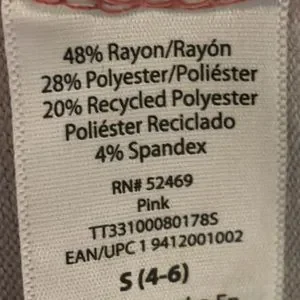 48% Rayon/Rayón
28% Polyester/Poliéster
20% Recycled Polyester
Poliéster Reciclado
4% Spandex
RN# 52469
Pink
TT33100080178S
EAN/UPC 1 9412001002
S (4-6)